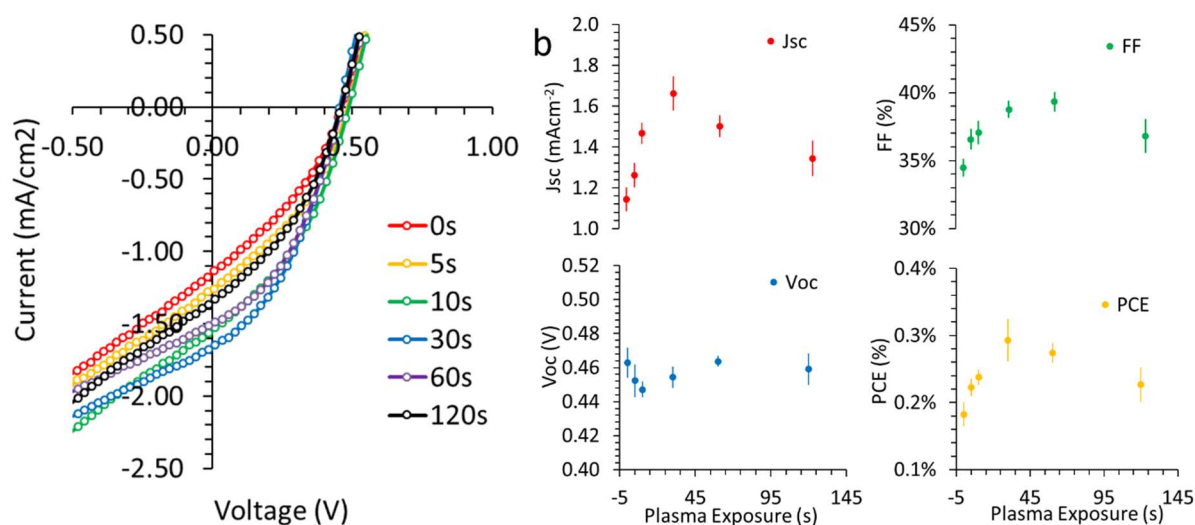 0.50
0.00
-0.50
0.00
0.50
1.00
-0.50
-1.00
-1.50
-2.00
-2.50
Current (mA/cm2)
Voltage (V)
0s
5s
10s
30s
60s
120s
b
2.0
1.8
1.6
1.4
1.2
1.0
Jsc (mAcm⁻²)
Jsc
45%
40%
35%
30%
FF (%)
FF
0.52
0.50
0.48
0.46
0.44
0.42
0.40
Voc (V)
Voc
-5
45
95
145
Plasma Exposure (s)
0.4%
0.3%
0.2%
0.1%
PCE (%)
PCE
-5
45
95
145
Plasma Exposure (s)